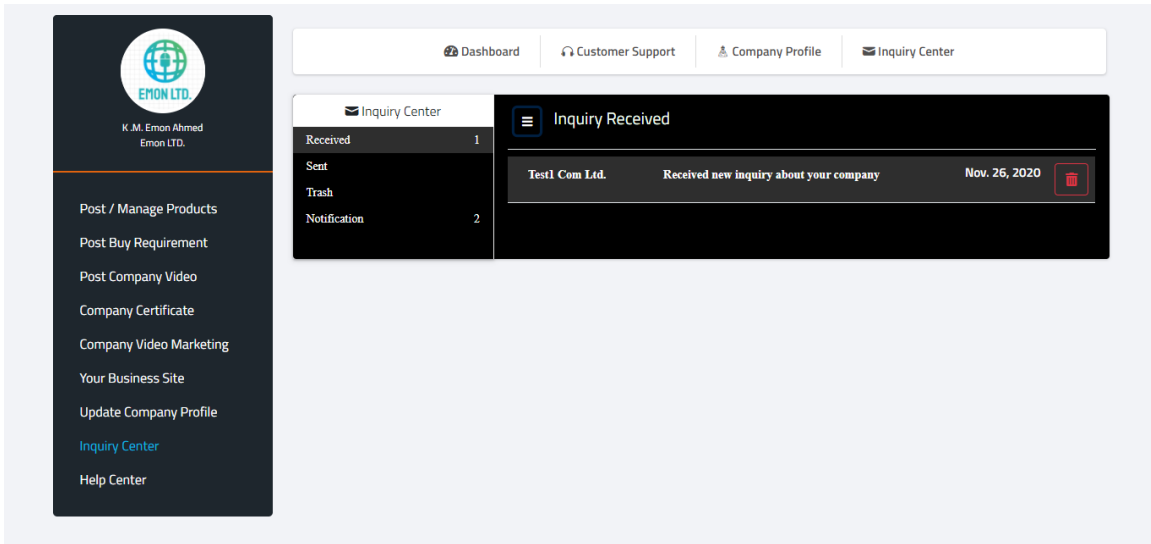 EMON LTD.
K .M. Emon Ahmed
Emon LTD.
Post / Manage Products
Post Buy Requirement
Post Company Video
Company Certificate
Company Video Marketing
Your Business Site
Update Company Profile
Inquiry Center
Help Center
Dashboard Customer Support Company Profile Inquiry Center
Inquiry Center
Received 1
Sent
Trash
Notification 2
Inquiry Received
Test1 Com Ltd. Received new inquiry about your company Nov. 26, 2020